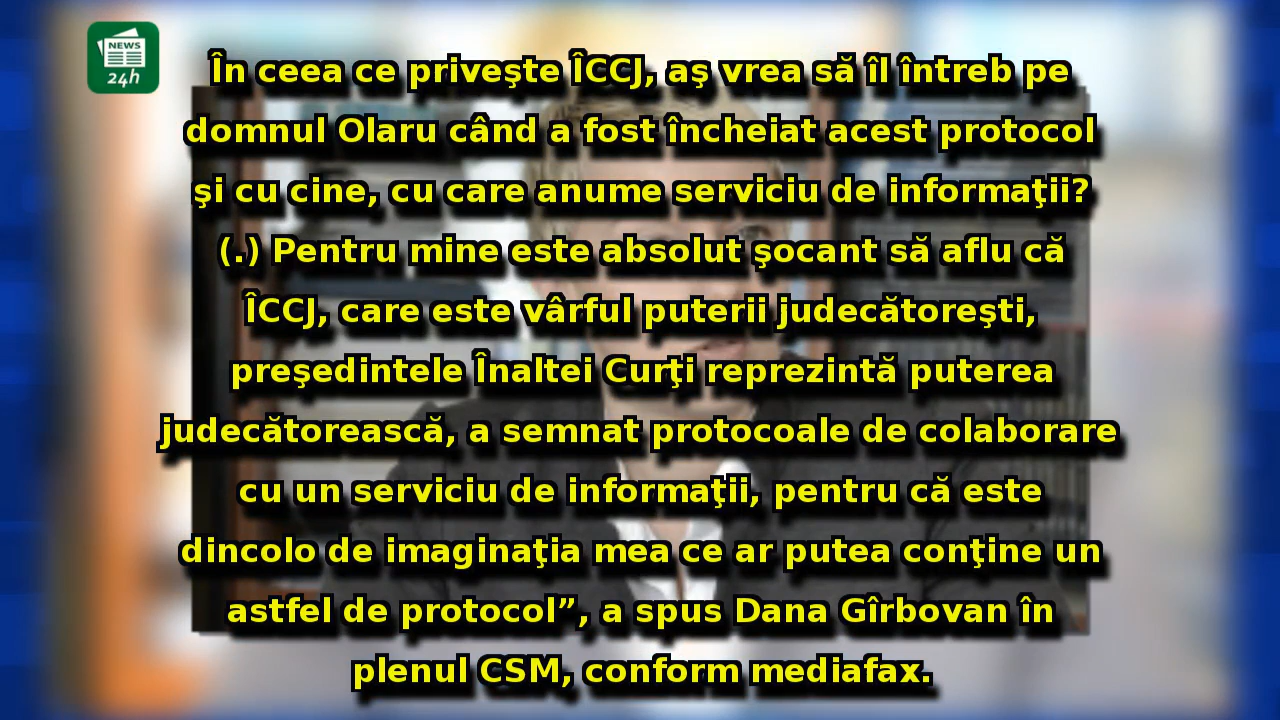 NEWS
24h
În ceea ce priveşte ÎCCJ, aş vrea să îl întreb pe
domnul Olaru când a fost încheiat acest protocol
şi cu cine, cu care anume serviciu de informaţii?
(.) Pentru mine este absolut şocant să aflu că
ÎCCJ, care este vârful puterii judecătoreşti,
preşedintele Înaltei Curţi reprezintă puterea
judecătorească, a semnat protocoale de colaborare
cu un serviciu de informaţii, pentru că este
dincolo de imaginaţia mea ce ar putea conţine un
astfel de protocol”, a spus Dana Gîrbovan în
plenul CSM, conform mediafax.